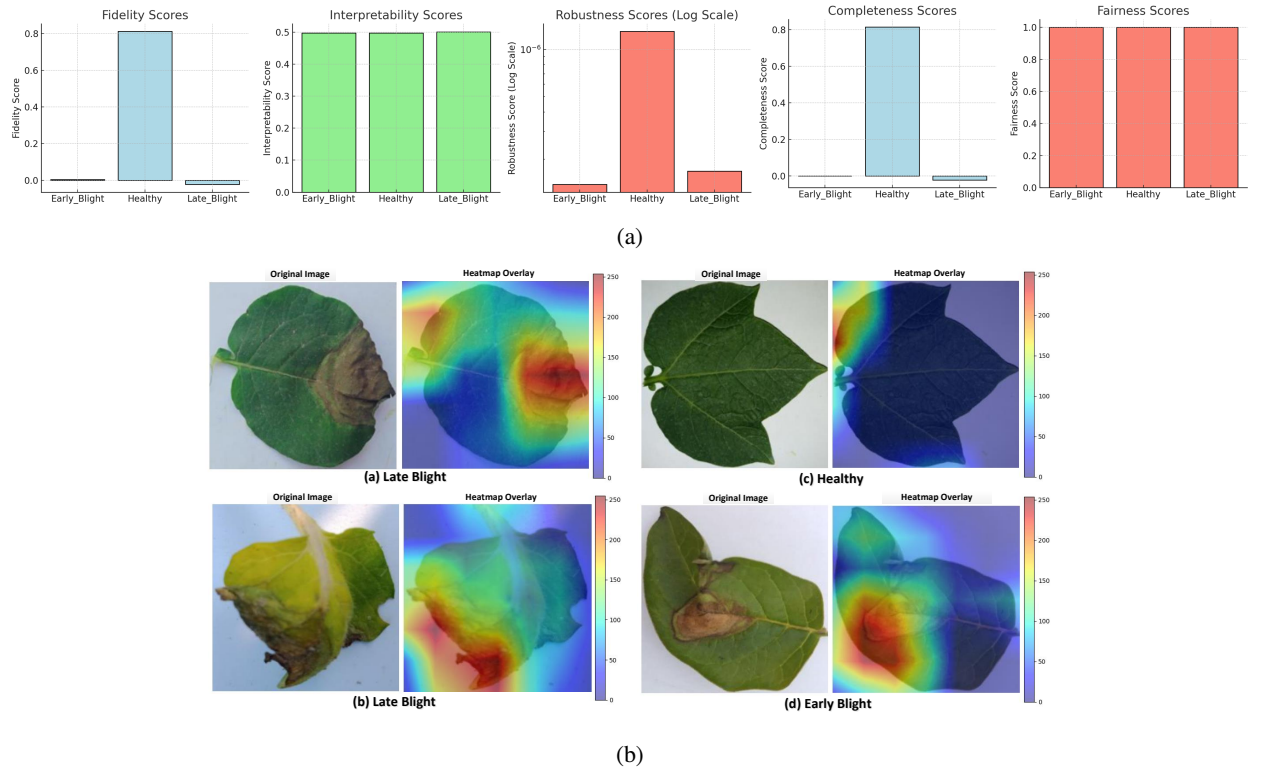 Fidelity Scores
Fidelity Score
0.8
0.6
0.4
0.2
0.0
Early_Blight Healthy Late_Blight
Interpretability Scores
Interpretability Score
0.5
0.4
0.3
0.2
0.1
0.0
Early_Blight Healthy Late_Blight
Robustness Scores (Log Scale)
Robustness Score (Log Scale)
10⁻⁶
Early_Blight Healthy Late_Blight
Completeness Scores
Completeness Score
0.8
0.6
0.4
0.2
0.0
Early_Blight Healthy Late_Blight
Fairness Scores
Fairness Score
1.0
0.8
0.6
0.4
0.2
0.0
Early_Blight Healthy Late_Blight
(a)
Original Image Heatmap Overlay
250
200
150
100
50
0
(a) Late Blight
Original Image Heatmap Overlay
250
200
150
100
50
0
(c) Healthy
Original Image Heatmap Overlay
250
200
150
100
50
0
(b) Late Blight
Original Image Heatmap Overlay
250
200
150
100
50
0
(d) Early Blight
(b)